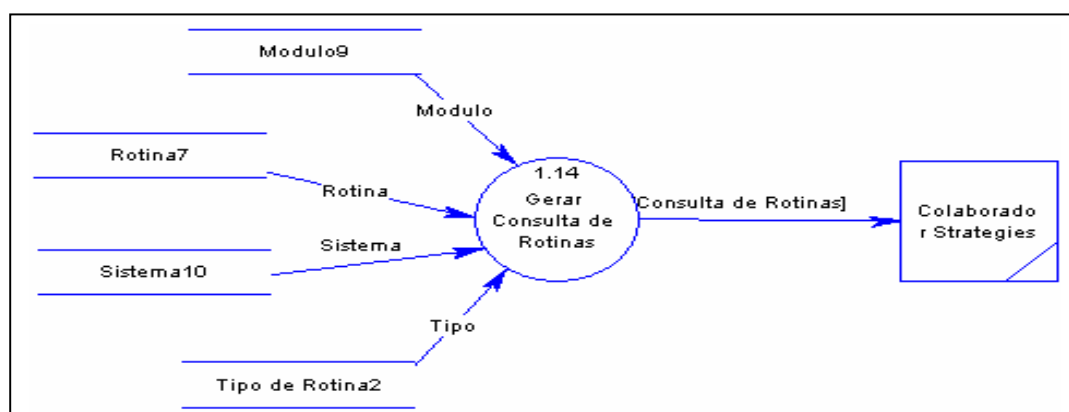 Modulo9
Modulo
Rotina7
Rotina
1.14
Gerar
Consulta de
Rotinas
Consulta de Rotinas]
Colaborado
r Strategies
Sistema
Sistema10
Tipo
Tipo de Rotina2